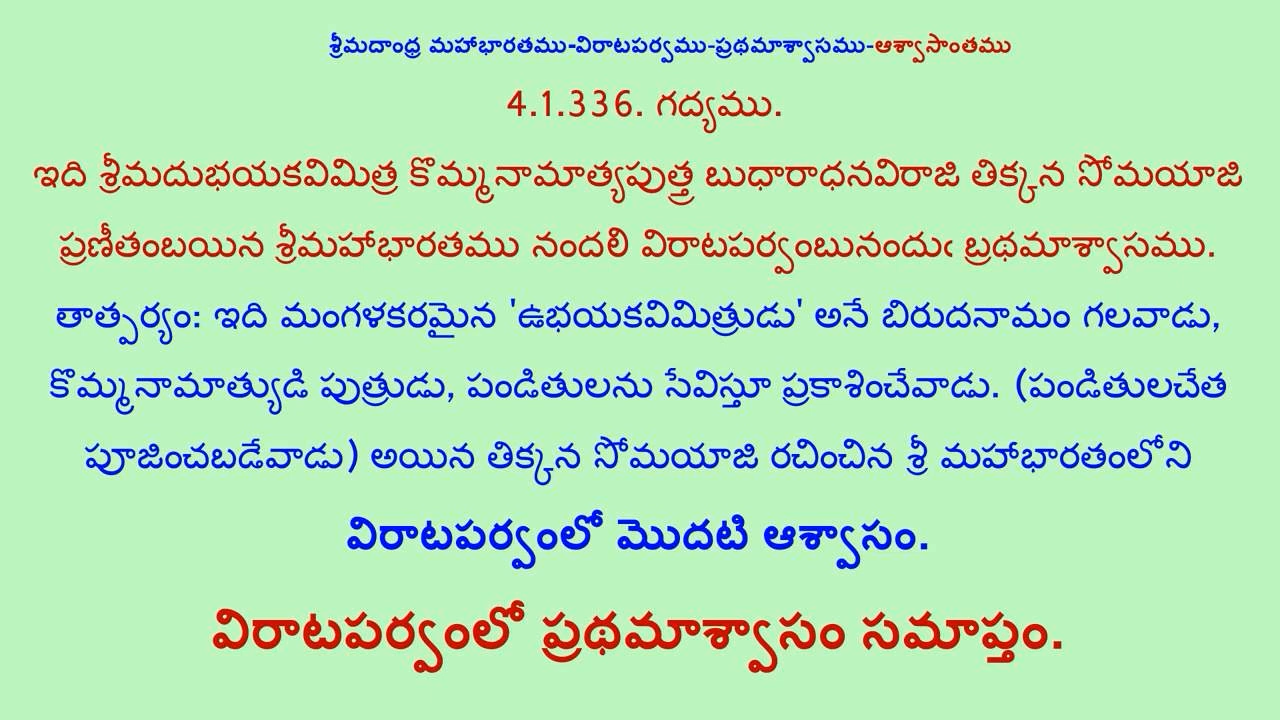 శ్రీమదాంధ్ర మహాభారతము-విరాటపర్వము-ప్రథమాశ్వాసము-ఆశ్వాసాంతము
4.1.336. గద్యము.
ఇది శ్రీమదుభయకవిమిత్ర కొమ్మనామాత్యపుత్త్ర బుధారాధనవిరాజి తిక్కన సోమయాజి
ప్రణీతంబయిన శ్రీమహాభారతము నందలి విరాటపర్వంబునందుఁ బ్రథమాశ్వాసము.
తాత్పర్యం: ఇది మంగళకరమైన 'ఉభయకవిమిత్రుడు' అనే బిరుదనామం గలవాడు,
కొమ్మనామాత్యుడి పుత్రుడు, పండితులను సేవిస్తూ ప్రకాశించేవాడు. (పండితులచేత
పూజించబడేవాడు) అయిన తిక్కన సోమయాజి రచించిన శ్రీ మహాభారతంలోని
విరాటపర్వంలో మొదటి ఆశ్వాసం.
విరాటపర్వంలో ప్రథమాశ్వాసం సమాప్తం.